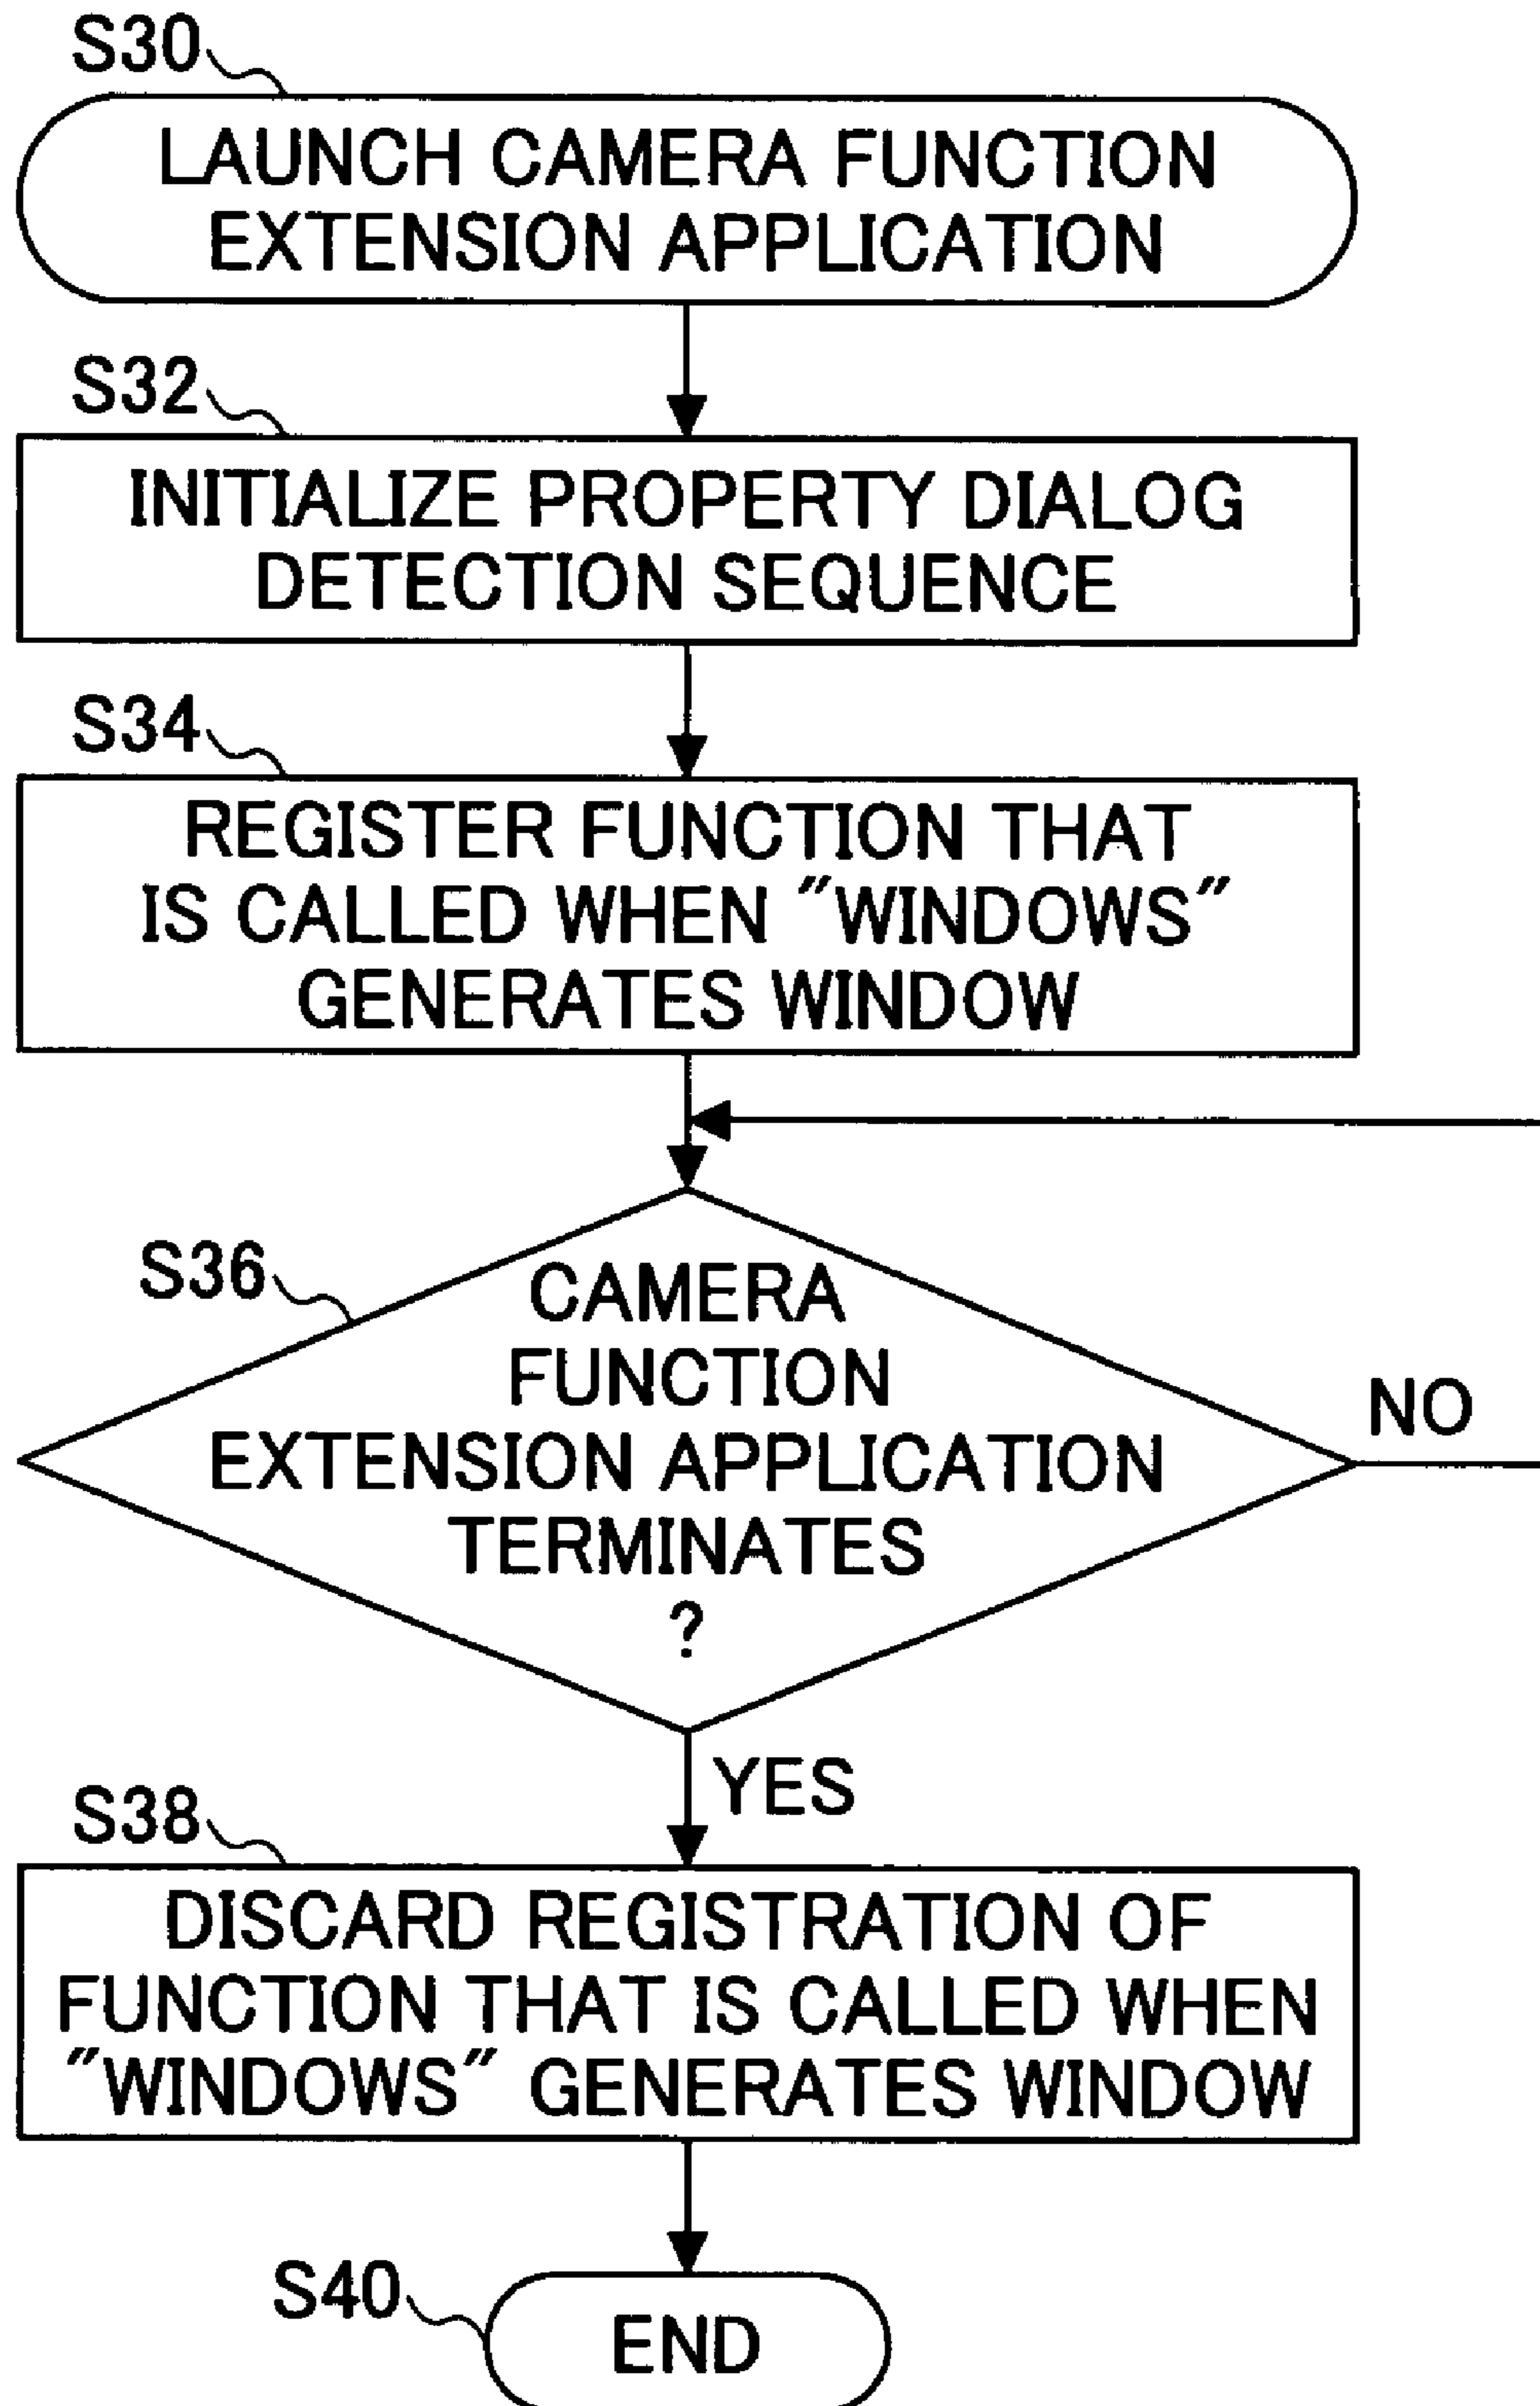 S30
LAUNCH CAMERA FUNCTION
EXTENSION APPLICATION
S32
INITIALIZE PROPERTY DIALOG
DETECTION SEQUENCE
S34
REGISTER FUNCTION THAT
IS CALLED WHEN "WINDOWS"
GENERATES WINDOW
S36
CAMERA
FUNCTION
EXTENSION APPLICATION
TERMINATES
?
NO
YES
S38
DISCARD REGISTRATION OF
FUNCTION THAT IS CALLED WHEN
"WINDOWS" GENERATES WINDOW
S40
END